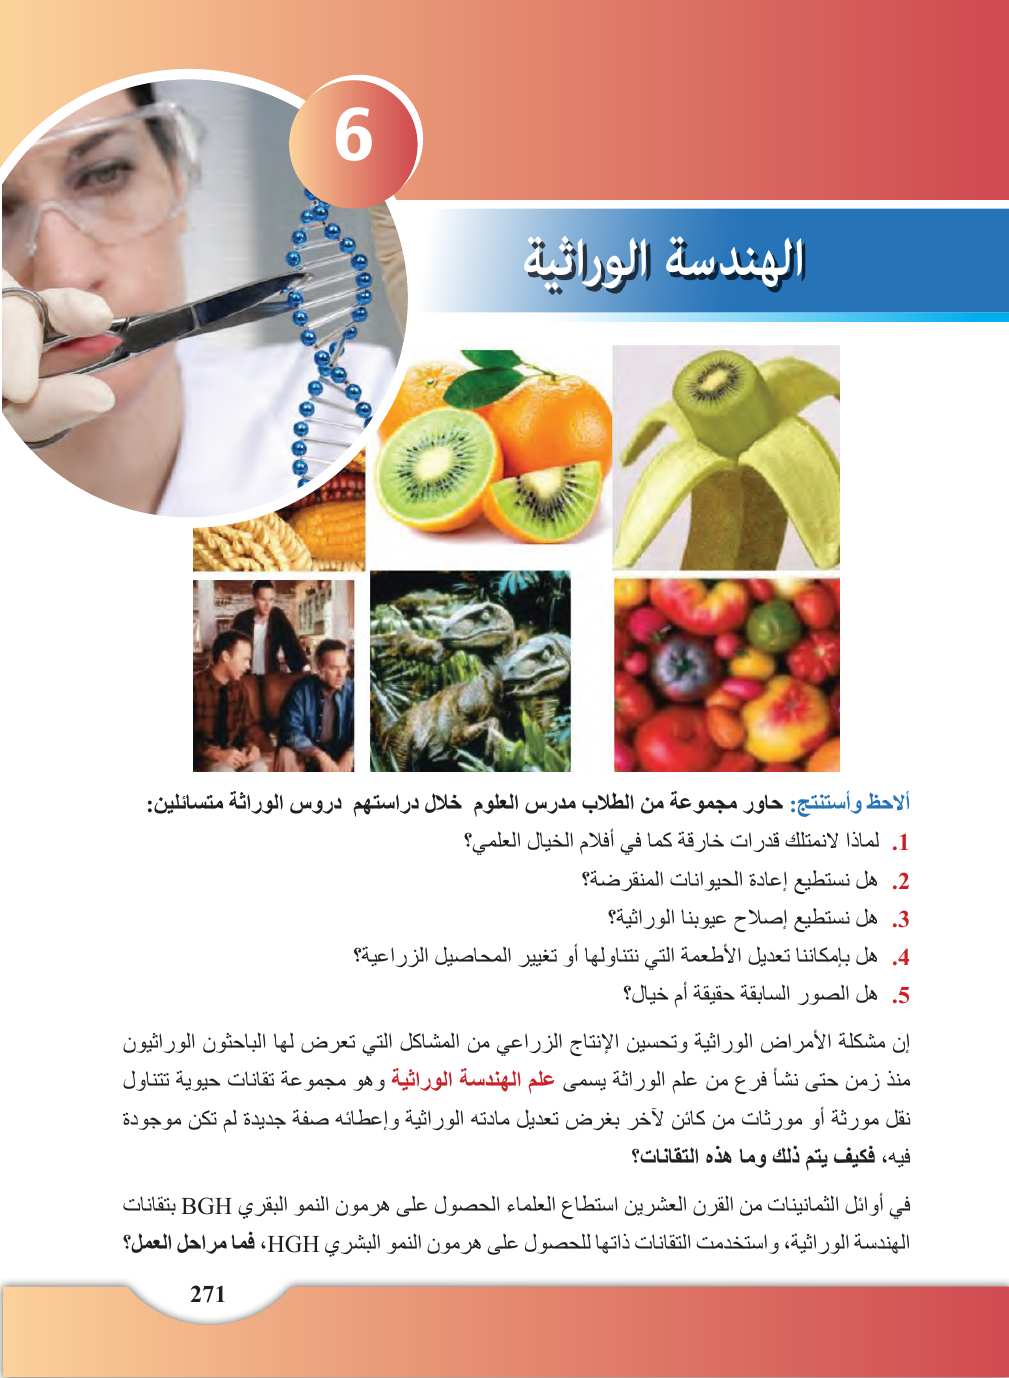 6
الهندسة الوراثية
ألاحظ وأستنتج: حاور مجموعة من الطلاب مدرس العلوم خلال دراستهم دروس الوراثة متسائلين:
1. لماذا لانمتلك قدرات خارقة كما في أفلام الخيال العلمي؟
2. هل نستطيع إعادة الحيوانات المنقرضة؟
3. هل نستطيع إصلاح عيوبنا الوراثية؟
4. هل بإمكاننا تعديل الأطعمة التي نتناولها أو تغيير المحاصيل الزراعية؟
5. هل الصور السابقة حقيقة أم خيال؟
إن مشكلة الأمراض الوراثية وتحسين الإنتاج الزراعي من المشاكل التي تعرض لها الباحثون الوراثيون
منذ زمن حتى نشأ فرع من علم الوراثة يسمى علم الهندسة الوراثية وهو مجموعة تقانات حيوية تتناول
نقل مورثة أو مورثات من كائن لآخر بغرض تعديل مادته الوراثية وإعطائه صفة جديدة لم تكن موجودة
فيه، فكيف يتم ذلك وما هذه التقانات؟
في أوائل الثمانينات من القرن العشرين استطاع العلماء الحصول على هرمون النمو البقري BGH بتقانات
الهندسة الوراثية، واستخدمت التقانات ذاتها للحصول على هرمون النمو البشري HGH، فما مراحل العمل؟
271